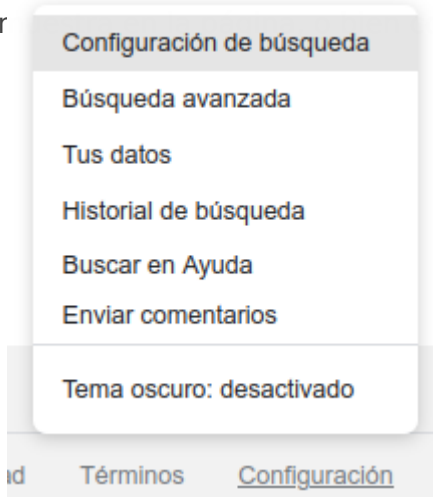 Configuración de búsqueda
Búsqueda avanzada
Tus datos
Historial de búsqueda
Buscar en Ayuda
Enviar comentarios
Tema oscuro: desactivado
Términos Configuración